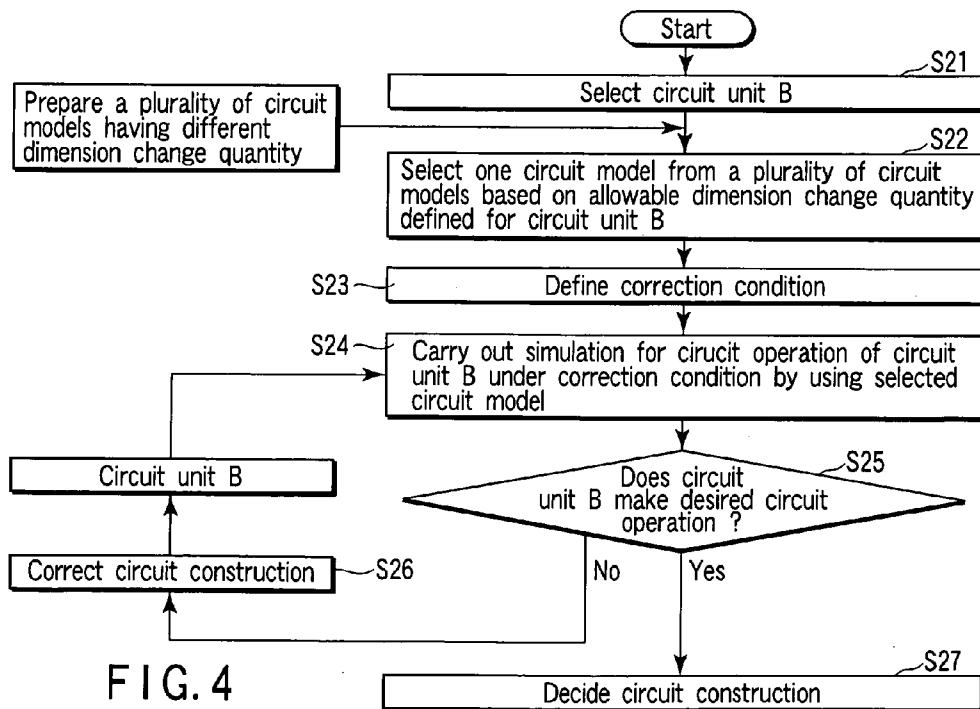 Start
S21
Select circuit unit B
Prepare a plurality of circuit
models having different
dimension change quantity
S22
Select one circuit model from a plurality of circuit
models based on allowable dimension change quantity
defined for circuit unit B
S23
Define correction condition
S24
Carry out simulation for cirucit operation of circuit
unit B under correction condition by using selected
circuit model
S25
Does circuit
unit B make desired circuit
operation ?
Circuit unit B
Correct circuit construction
S26
No
Yes
S27
Decide circuit construction
FIG. 4